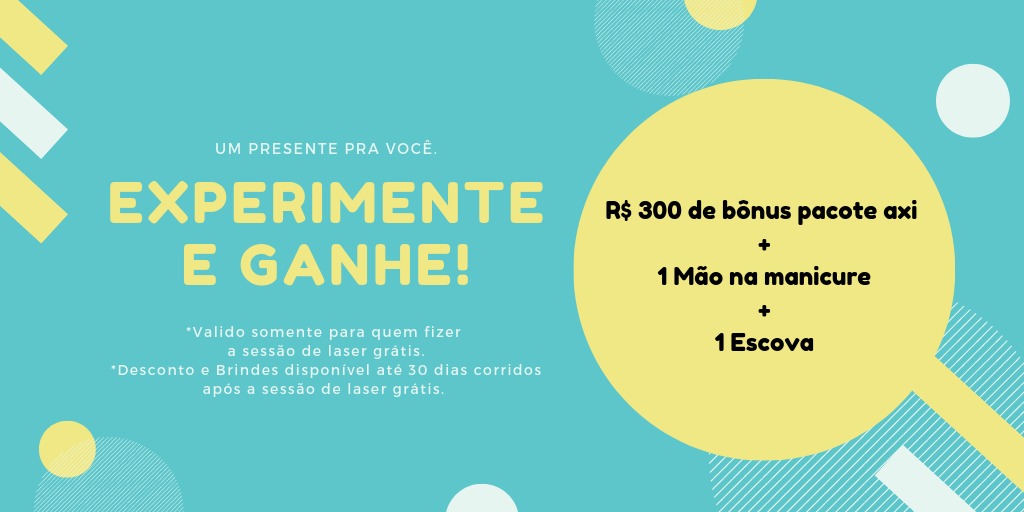 UM PRESENTE PRA VOCÊ.
EXPERIMENTE
E GANHE!
*Valido somente para quem fizer
a sessão de laser grátis.
*Desconto e Brindes disponível até 30 dias corridos
após a sessão de laser grátis.
R$ 300 de bônus pacote axi
+
1 Mão na manicure
+
1 Escova